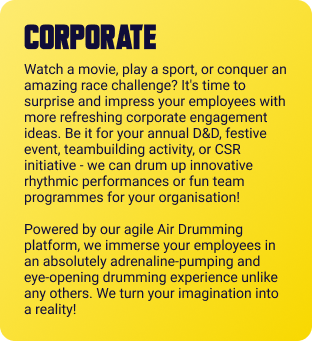 CORPORATE
Watch a movie, play a sport, or conquer an
amazing race challenge? It's time to
surprise and impress your employees with
more refreshing corporate engagement
ideas. Be it for your annual D&D, festive
event, teambuilding activity, or CSR
initiative - we can drum up innovative
rhythmic performances or fun team
programmes for your organisation!
Powered by our agile Air Drumming
platform, we immerse your employees in
an absolutely adrenaline-pumping and
eye-opening drumming experience unlike
any others. We turn your imagination into
a reality!